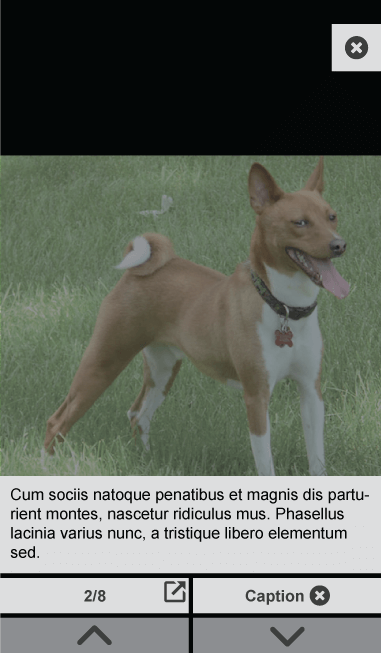 Cum sociis natoque penatibus et magnis dis partu-
rient montes, nascetur ridiculus mus. Phasellus
lacinia varius nunc, a tristique libero elementum
sed.
2/8
Caption